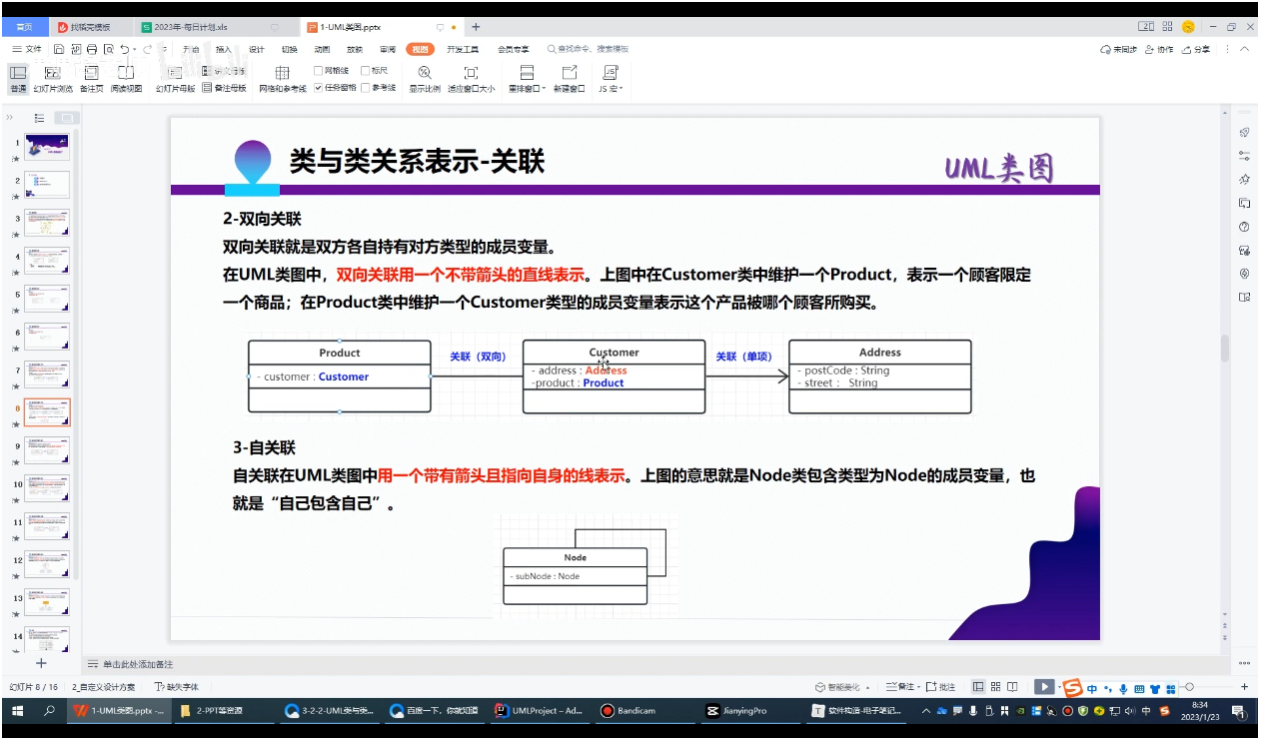 首页 找稿壳模板 2023年-每日计划.xls 1-UML类图.pptx
文件 开始 插入 设计 切换 动画 放映 审阅 视图 开发工具 会员专享 查找命令、搜索模板 未同步 协作 分享
网格线 标尺
任务窗格 参考线
普通 幻灯片浏览 备注页 阅读视图 幻灯片母版 备注母版 网格和参考线 显示比例 适应窗口大小 重排窗口 新建窗口 JS 宏
类与类关系表示-关联
UML类图
2-双向关联
双向关联就是双方各自持有对方类型的成员变量。
在UML类图中，双向关联用一个不带箭头的直线表示。上图中在Customer类中维护一个Product，表示一个顾客限定
一个商品；在Product类中维护一个Customer类型的成员变量表示这个产品被哪个顾客所购买。
Product
- customer : Customer
关联（双向）
Customer
- address : Address
-product : Product
关联（单项）
Address
- postCode : String
- street : String
3-自关联
自关联在UML类图中用一个带有箭头且指向自身的线表示。上图的意思就是Node类包含类型为Node的成员变量，也
就是“自己包含自己”。
Node
- subNode : Node
1
2
3
4
5
6
7
8
9
10
11
12
13
14
单击此处添加备注
幻灯片 8 / 16 2_自定义设计方案 缺失字体 智能美化 备注 批注 中
1-UML类图.pptx -... 2-PPT等资源 3-2-2-UML类与类... 百度一下，你就知道 UMLProject – Ad... Bandicam JianyingPro 软件构造-电子笔记... 中 8:34
2023/1/23